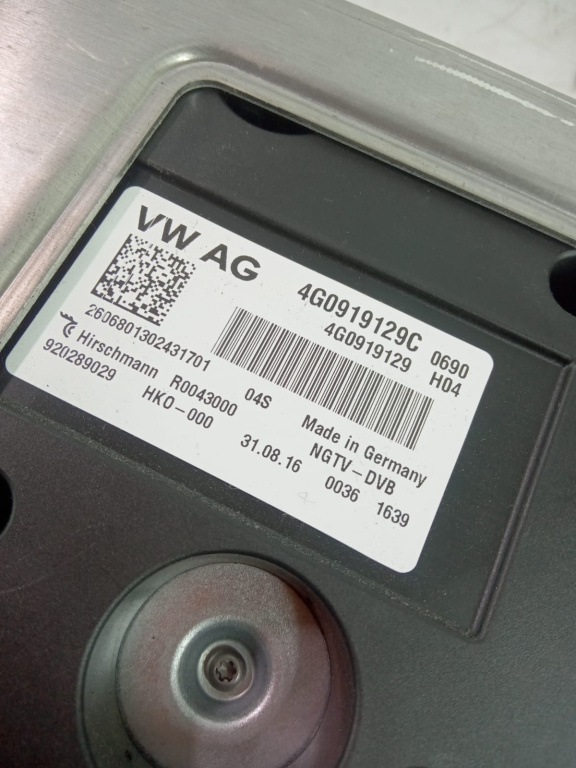 VW AG
4G0919129C 0690
4G0919129 H04
2606801302431701
Hirschmann R0043000 04S Made in Germany
920289029 HKO-000 31.08.16 NGTV-DVB
0036 1639